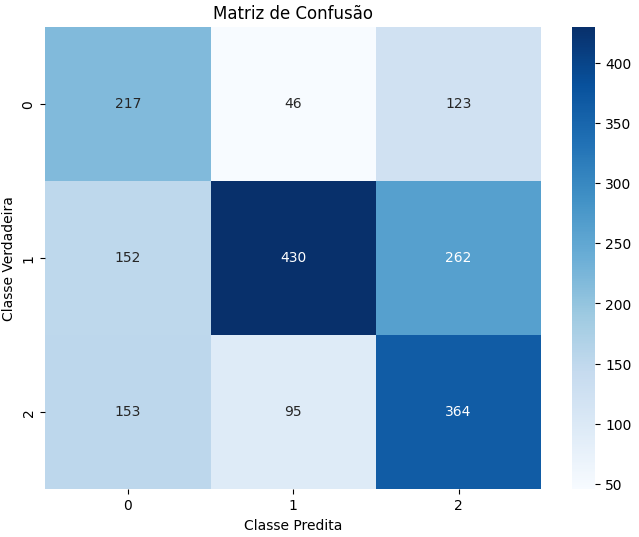 Matriz de Confusão
0 217 46 123
1 152 430 262
2 153 95 364
0 1 2
Classe Predita
Classe Verdadeira
400
350
300
250
200
150
100
50